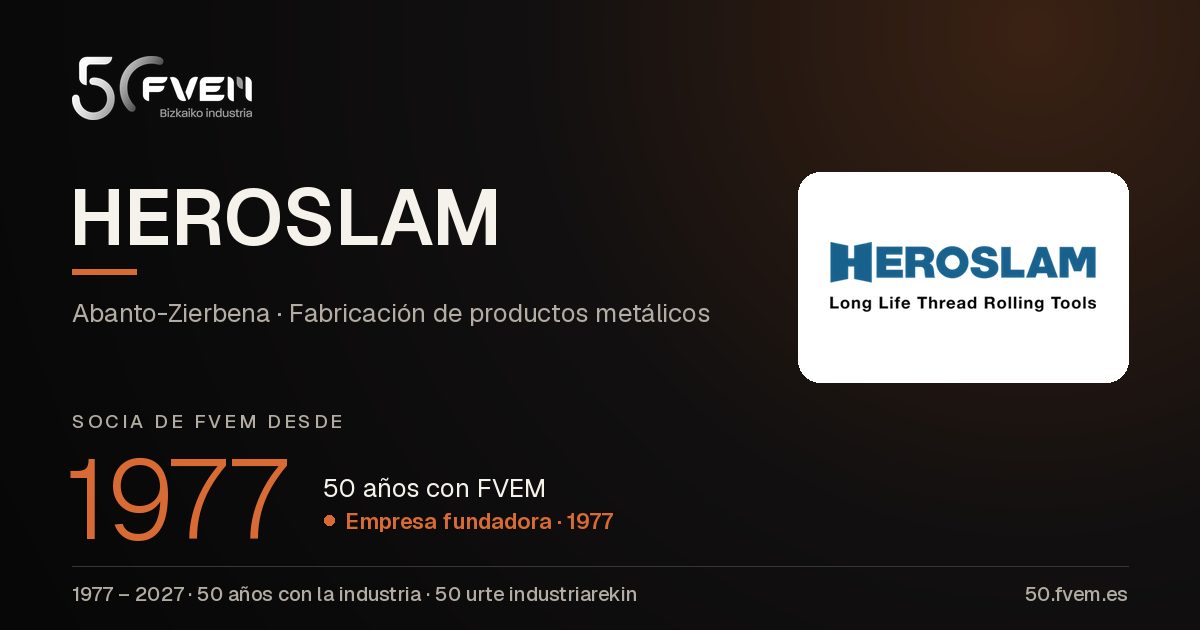 50 FVEM
Bizkaiko industria
HEROSLAM
Abanto-Zierbena · Fabricación de productos metálicos
HEROSLAM
Long Life Thread Rolling Tools
SOCIA DE FVEM DESDE
1977
50 años con FVEM
Empresa fundadora · 1977
1977 – 2027 · 50 años con la industria · 50 urte industriarekin
50.fvem.es